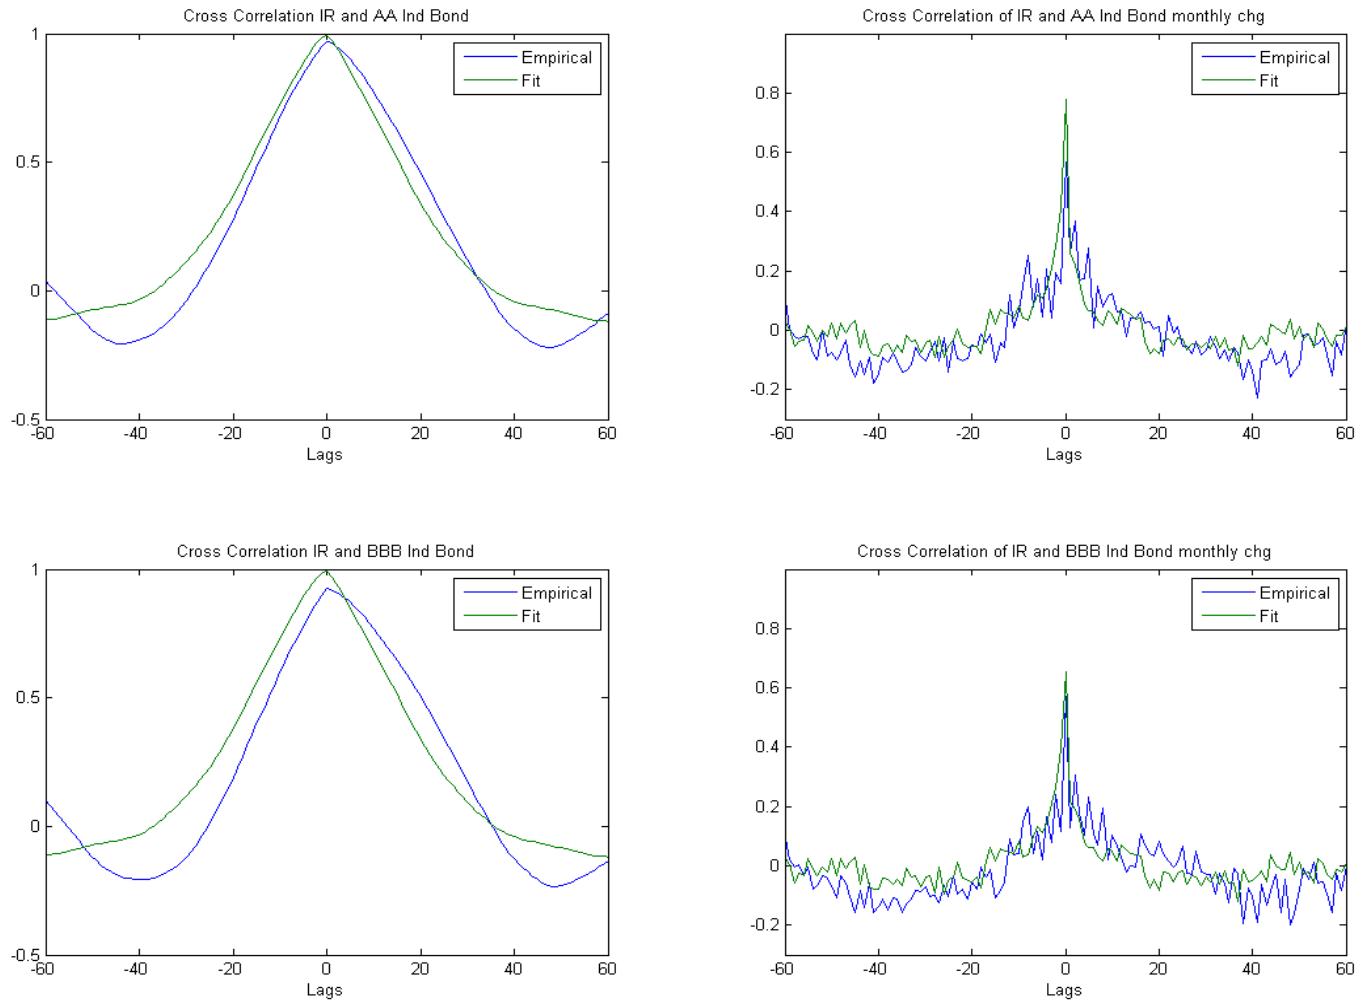 Cross Correlation IR and AA Ind Bond
Empirical
Fit
1
0.5
0
-0.5
-60 -40 -20 0 20 40 60
Lags
Cross Correlation of IR and AA Ind Bond monthly chg
Empirical
Fit
0.8
0.6
0.4
0.2
0
-0.2
-60 -40 -20 0 20 40 60
Lags
Cross Correlation IR and BBB Ind Bond
Empirical
Fit
1
0.5
0
-0.5
-60 -40 -20 0 20 40 60
Lags
Cross Correlation of IR and BBB Ind Bond monthly chg
Empirical
Fit
0.8
0.6
0.4
0.2
0
-0.2
-60 -40 -20 0 20 40 60
Lags